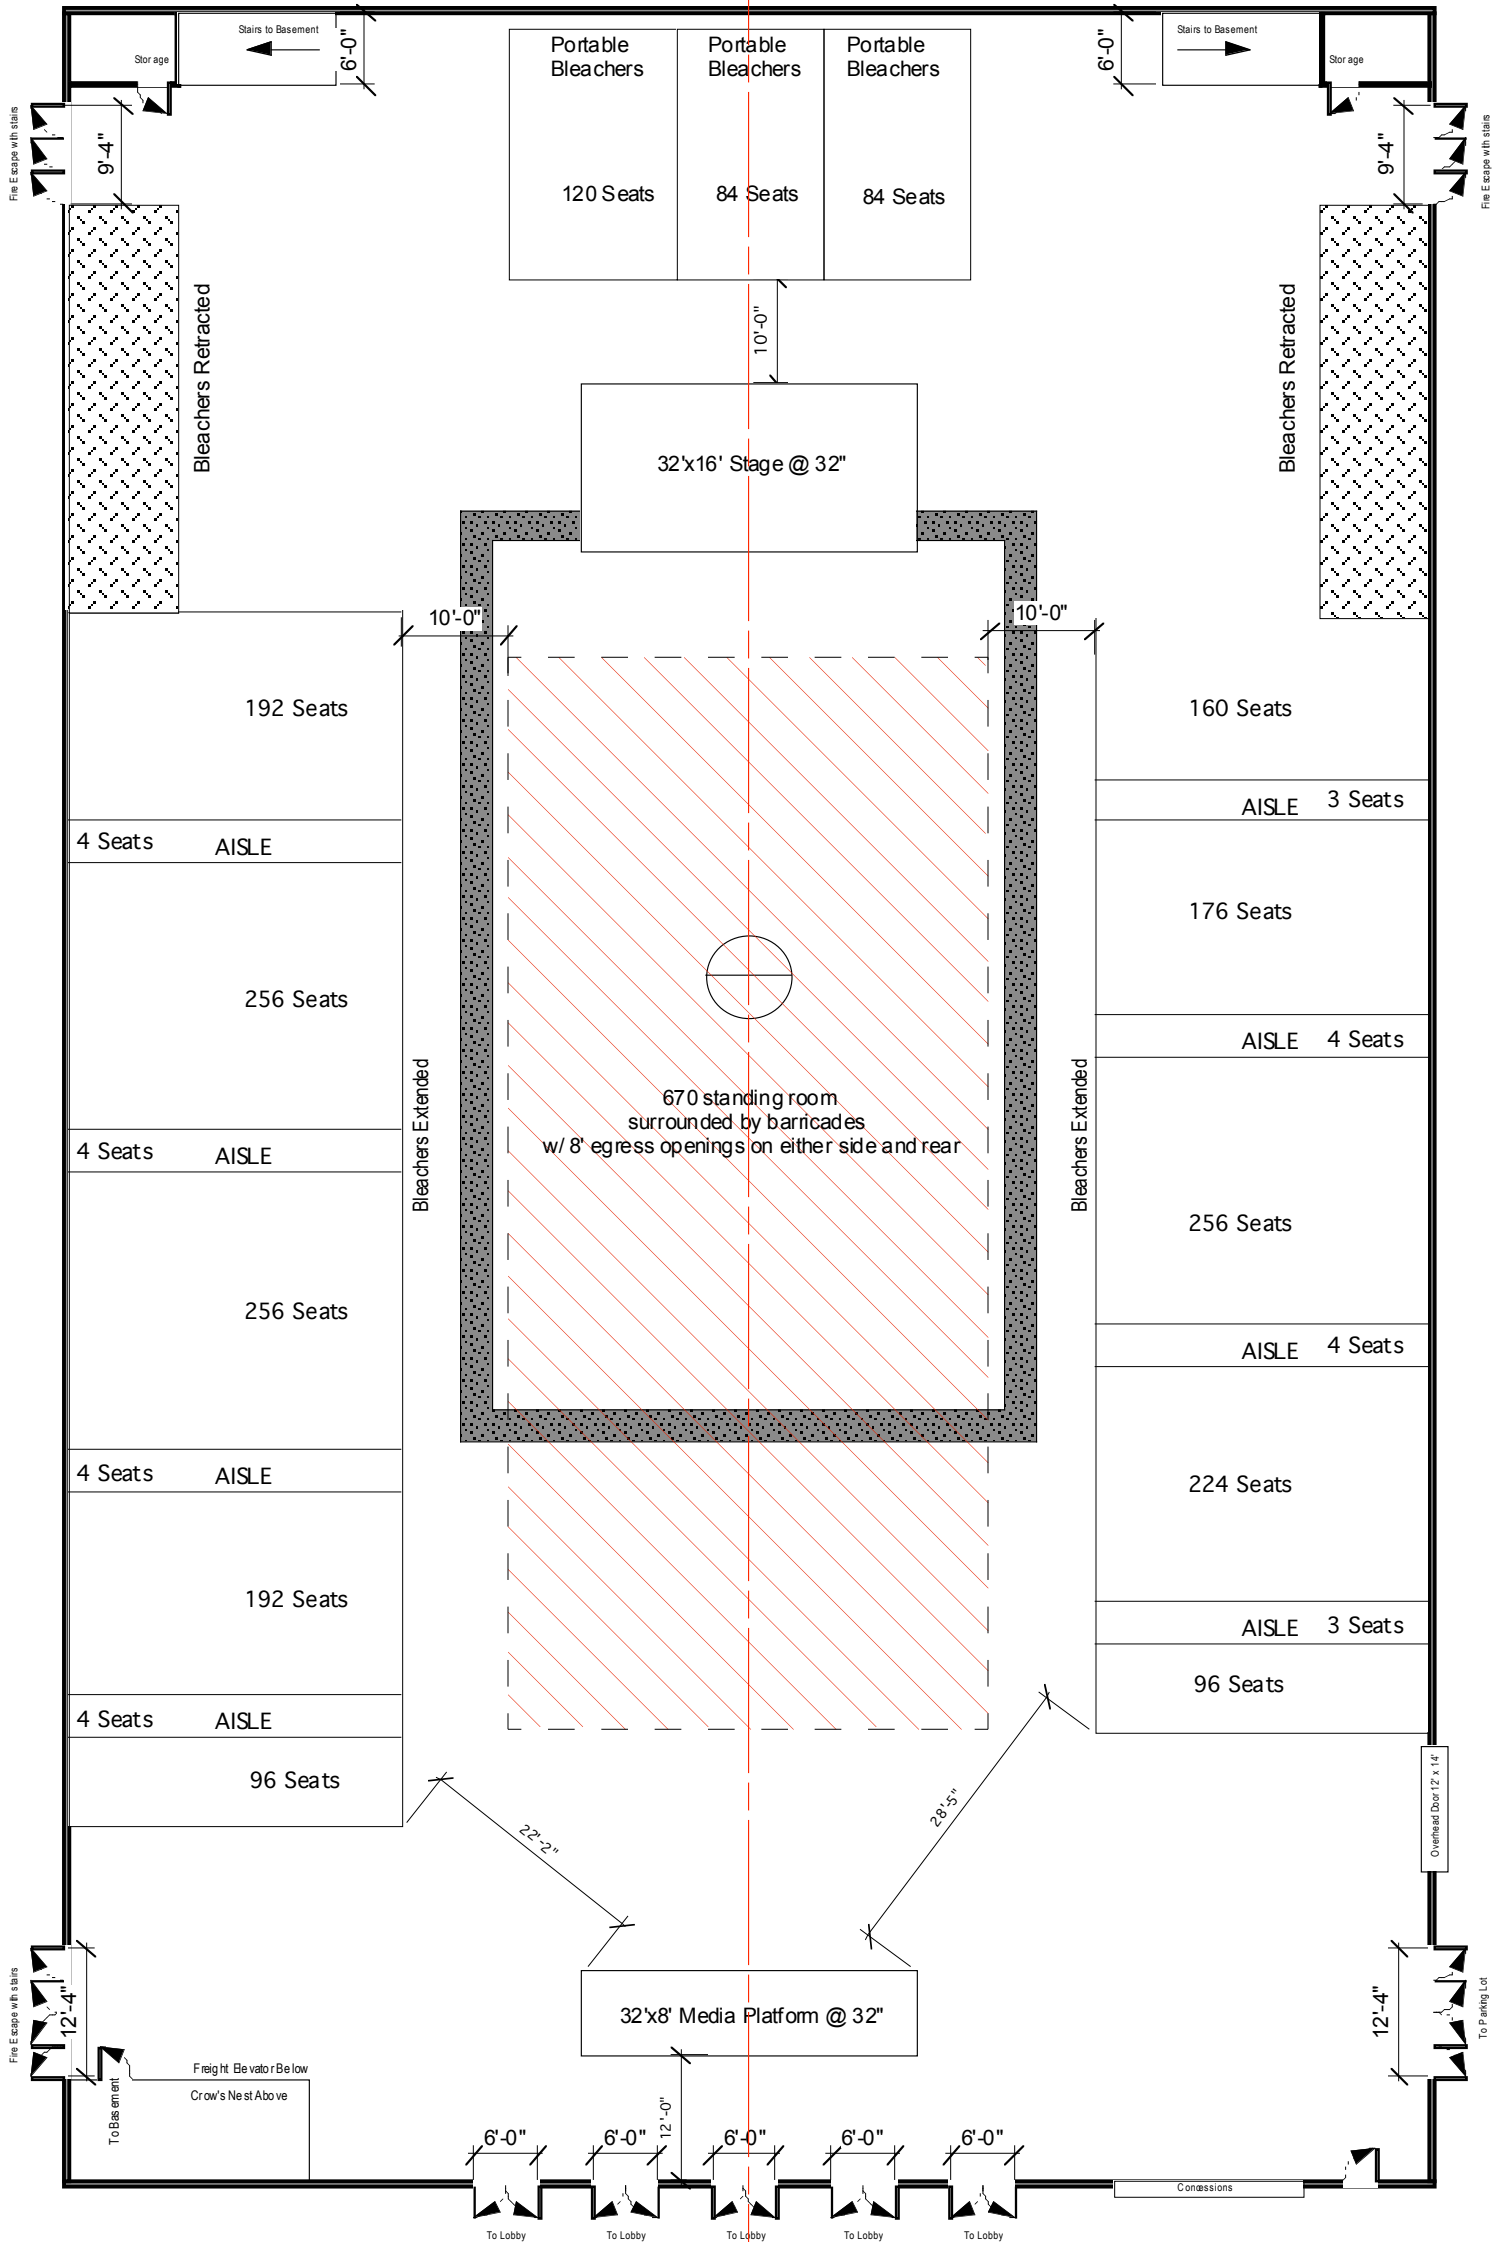 Stairs to Basement
Storage
6'-0"
Portable
Bleachers
Portable
Bleachers
Portable
Bleachers
6'-0"
Stairs to Basement
Storage
Fire Escape with stairs
9'-4"
120 Seats
84 Seats
84 Seats
9'-4"
Fire Escape with stairs
Bleachers Retracted
10'-0"
Bleachers Retracted
32'x16' Stage @ 32"
10'-0"
10'-0"
192 Seats
160 Seats
AISLE
3 Seats
4 Seats
AISLE
176 Seats
256 Seats
AISLE
4 Seats
Bleachers Extended
670 standing room
surrounded by barricades
w/ 8' egress openings on either side and rear
Bleachers Extended
4 Seats
AISLE
256 Seats
256 Seats
AISLE
4 Seats
4 Seats
AISLE
224 Seats
192 Seats
AISLE
3 Seats
96 Seats
4 Seats
AISLE
96 Seats
22'-2"
28'-5"
Overhead Door 12' x 14'
Fire Escape with stairs
12'-4"
32'x8' Media Platform @ 32"
12'-4"
To Parking Lot
Freight Elevator Below
Crow's Nest Above
To Basement
12'-0"
6'-0"
6'-0"
6'-0"
6'-0"
6'-0"
Concessions
To Lobby
To Lobby
To Lobby
To Lobby
To Lobby